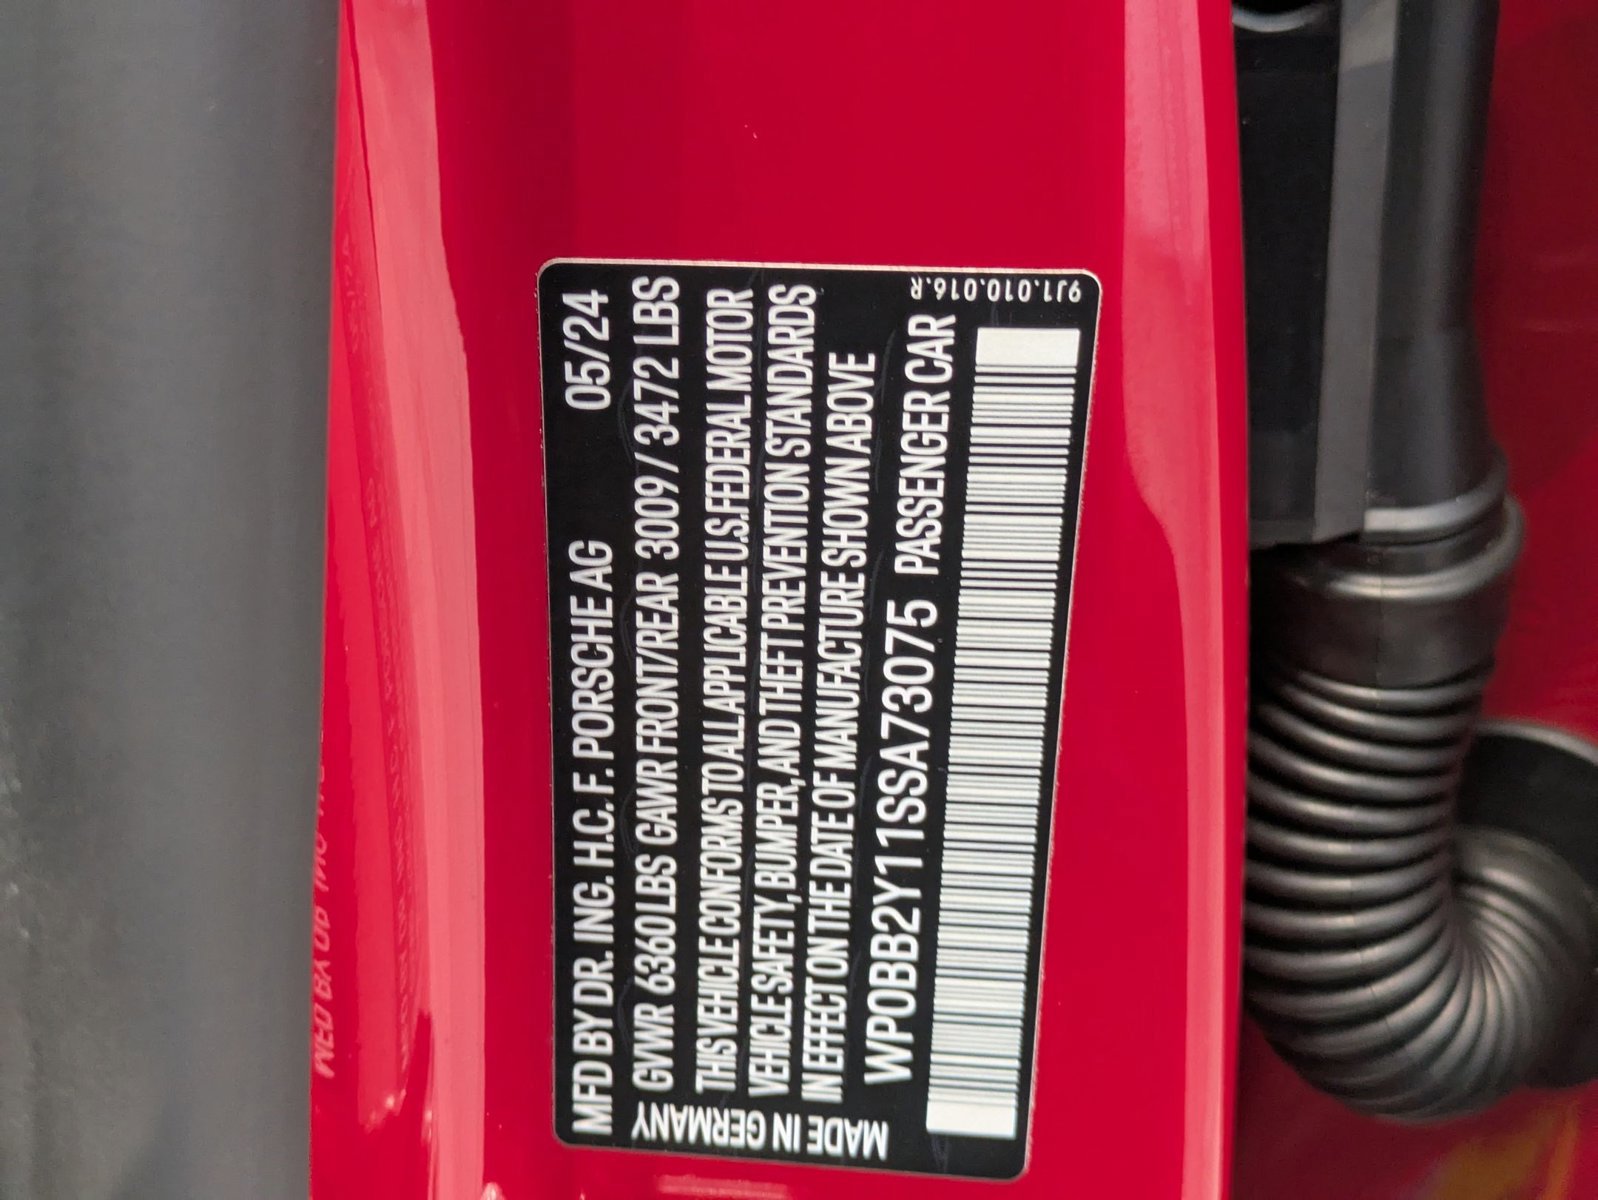 MFD BY DR. ING. H.C. F. PORSCHE AG 05/24
GVWR 6360 LBS GAWR FRONT/REAR 3009 / 3472 LBS
THIS VEHICLE CONFORMS TO ALL APPLICABLE U.S. FEDERAL MOTOR
VEHICLE SAFETY, BUMPER, AND THEFT PREVENTION STANDARDS
IN EFFECT ON THE DATE OF MANUFACTURE SHOWN ABOVE
WP0BB2Y11SSA73075 PASSENGER CAR
MADE IN GERMANY
9J1.010.016.R